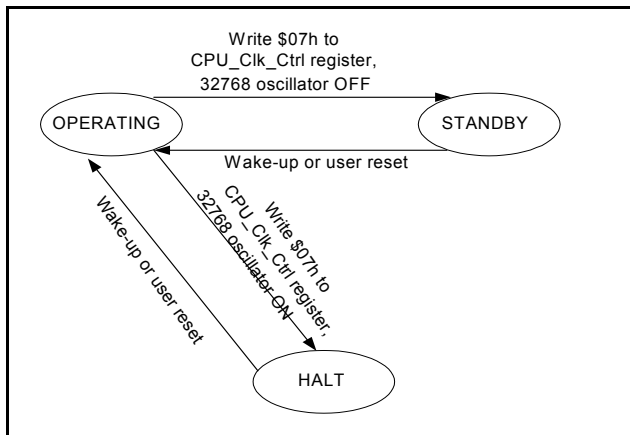 Write $07h to
CPU_Clk_Ctrl register,
32768 oscillator OFF
OPERATING
STANDBY
Wake-up or user reset
Write $07h to
CPU_Clk_Ctrl register,
32768 oscillator ON
Wake-up or user reset
HALT